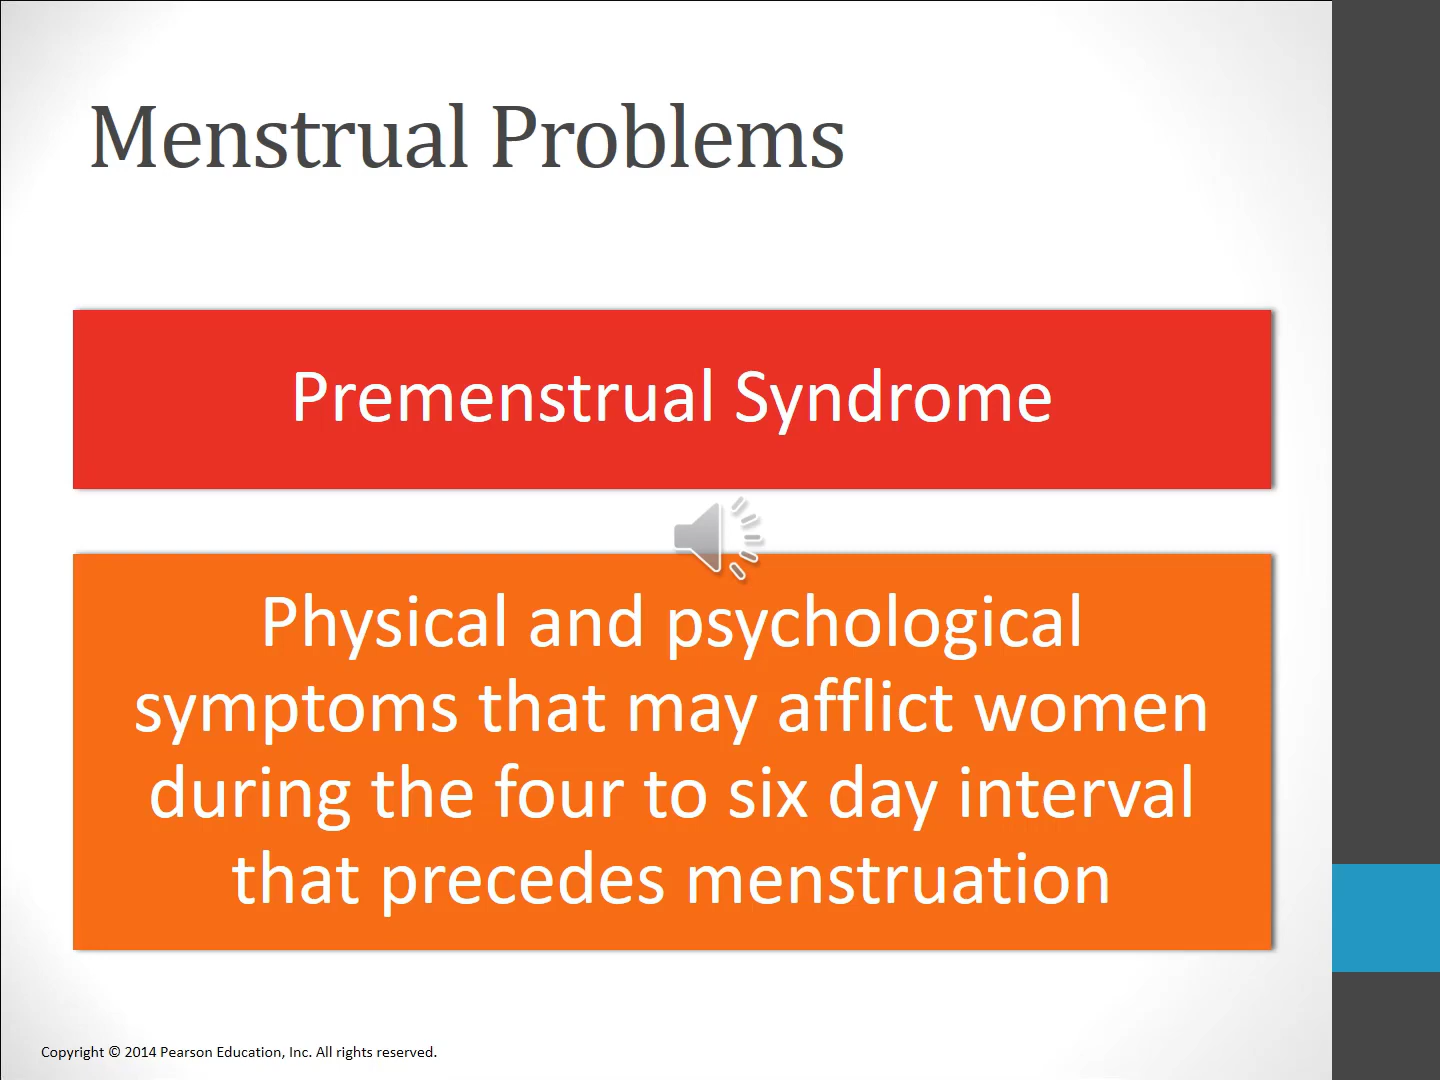 Menstrual Problems
Premenstrual Syndrome
Physical and psychological
symptoms that may afflict women
during the four to six day interval
that precedes menstruation
Copyright © 2014 Pearson Education, Inc. All rights reserved.